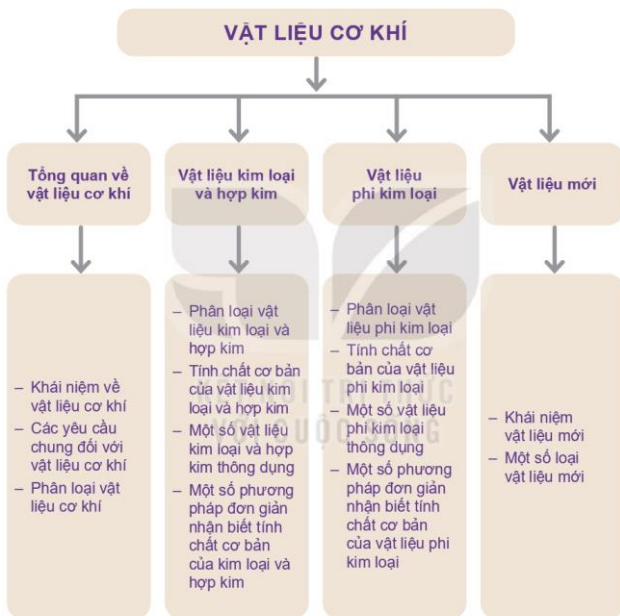 VẬT LIỆU CƠ KHÍ
Tổng quan về
vật liệu cơ khí
Vật liệu kim loại
và hợp kim
Vật liệu
phi kim loại
Vật liệu mới
– Khái niệm về
vật liệu cơ khí
– Các yêu cầu
chung đối với
vật liệu cơ khí
– Phân loại vật
liệu cơ khí
– Phân loại vật
liệu kim loại và
hợp kim
– Tính chất cơ bản
của vật liệu kim
loại và hợp kim
– Một số vật liệu
kim loại và hợp
kim thông dụng
– Một số phương
pháp đơn giản
nhận biết tính
chất cơ bản
của kim loại và
hợp kim
– Phân loại vật
liệu phi kim loại
– Tính chất cơ
bản của vật liệu
phi kim loại
– Một số vật liệu
phi kim loại
thông dụng
– Một số phương
pháp đơn giản
nhận biết tính
chất cơ bản
của vật liệu phi
kim loại
– Khái niệm
vật liệu mới
– Một số loại
vật liệu mới
KẾT NỐI TRI THỨC
VỚI CUỘC SỐNG